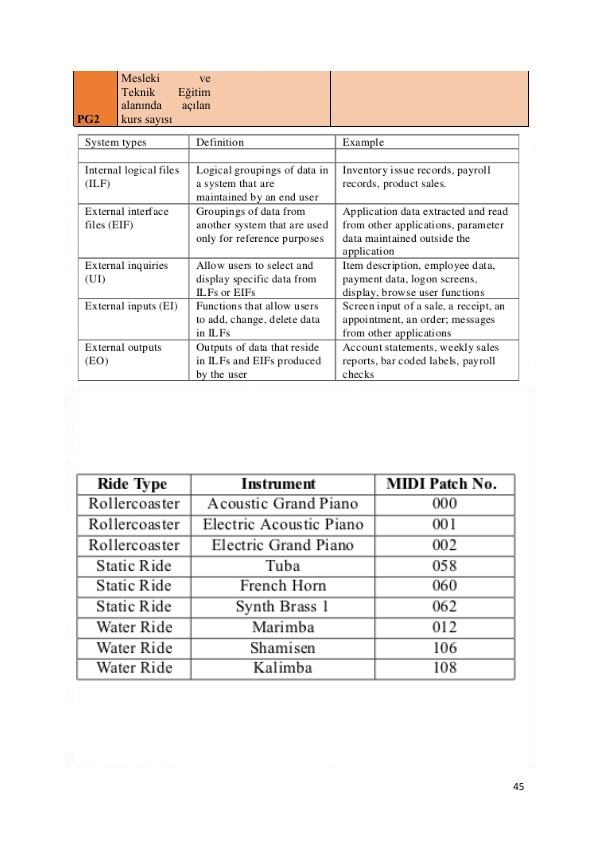 Mesleki ve
Teknik Eğitim
alanında açılan
PG2 kurs sayısı
System types Definition Example
Internal logical files Logical groupings of data in Inventory issue records, payroll
(ILF) a system that are records, product sales.
maintained by an end user
External interface Groupings of data from Application data extracted and read
files (EIF) another system that are used from other applications, parameter
only for reference purposes data maintained outside the
application
External inquiries Allow users to select and Item description, employee data,
(UI) display specific data from payment data, logon screens,
ILFs or EIFs display, browse user functions
External inputs (EI) Functions that allow users Screen input of a sale, a receipt, an
to add, change, delete data appointment, an order; messages
in ILFs from other applications
External outputs Outputs of data that reside Account statements, weekly sales
(EO) in ILFs and EIFs produced reports, bar coded labels, payroll
by the user checks
Ride Type Instrument MIDI Patch No.
Rollercoaster Acoustic Grand Piano 000
Rollercoaster Electric Acoustic Piano 001
Rollercoaster Electric Grand Piano 002
Static Ride Tuba 058
Static Ride French Horn 060
Static Ride Synth Brass 1 062
Water Ride Marimba 012
Water Ride Shamisen 106
Water Ride Kalimba 108
45